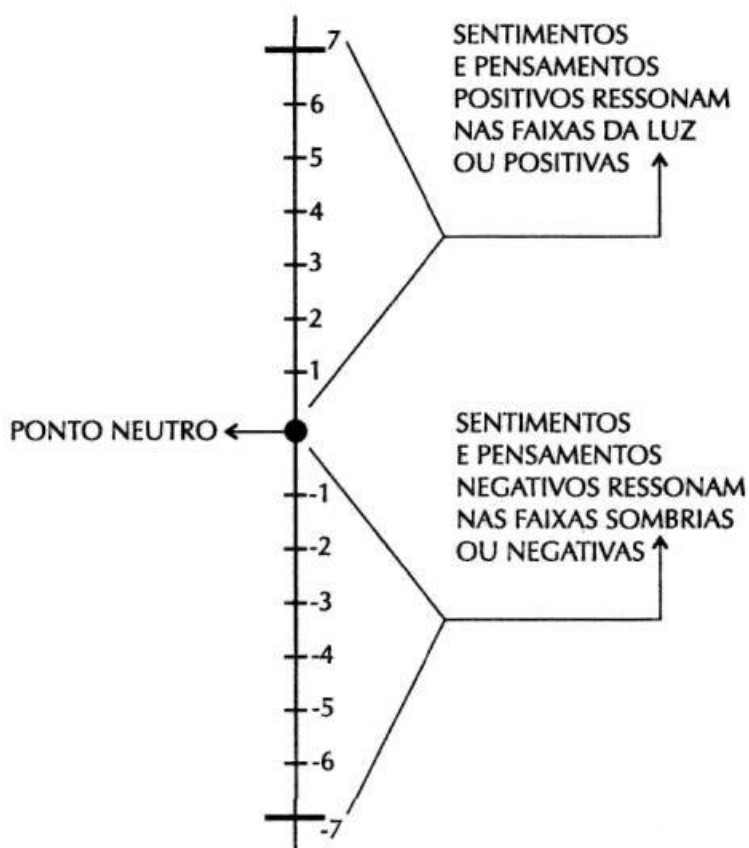 7
SENTIMENTOS
E PENSAMENTOS
POSITIVOS RESSONAM
NAS FAIXAS DA LUZ
OU POSITIVAS
6
5
4
3
2
1
PONTO NEUTRO
SENTIMENTOS
E PENSAMENTOS
NEGATIVOS RESSONAM
NAS FAIXAS SOMBRIAS
OU NEGATIVAS
-1
-2
-3
-4
-5
-6
-7